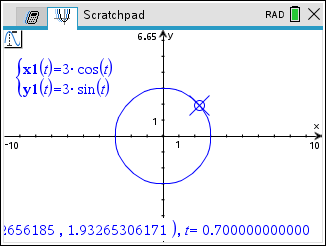 Scratchpad RAD
6.65 y
x1(t)=3·cos(t)
y1(t)=3·sin(t)
1
x
-10 1 10
2656185 , 1.93265306171 ), t= 0.700000000000